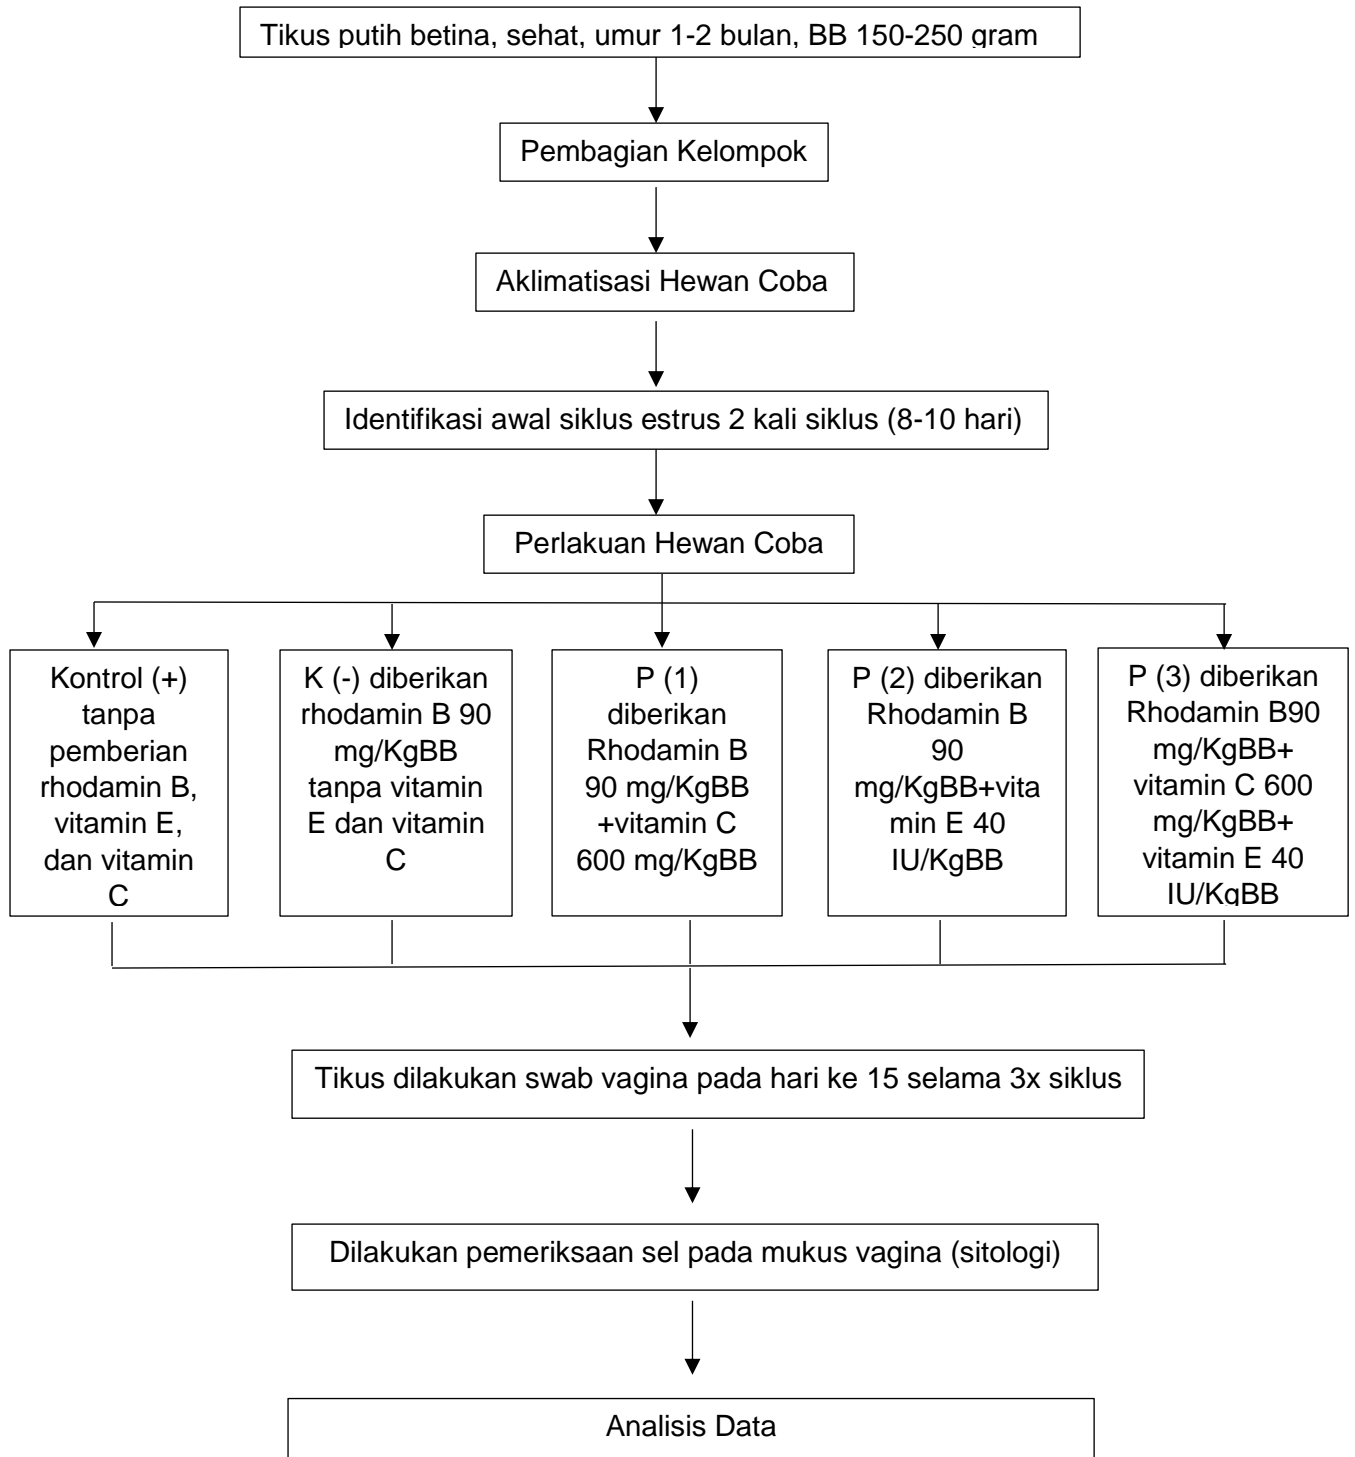 Tikus putih betina, sehat, umur 1-2 bulan, BB 150-250 gram
Pembagian Kelompok
Aklimatisasi Hewan Coba
Identifikasi awal siklus estrus 2 kali siklus (8-10 hari)
Perlakuan Hewan Coba
Kontrol (+)
tanpa
pemberian
rhodamin B,
vitamin E,
dan vitamin
C
K (-) diberikan
rhodamin B 90
mg/KgBB
tanpa vitamin
E dan vitamin
C
P (1)
diberikan
Rhodamin B
90 mg/KgBB
+vitamin C
600 mg/KgBB
P (2) diberikan
Rhodamin B
90
mg/KgBB+vita
min E 40
IU/KgBB
P (3) diberikan
Rhodamin B90
mg/KgBB+
vitamin C 600
mg/KgBB+
vitamin E 40
IU/KgBB
Tikus dilakukan swab vagina pada hari ke 15 selama 3x siklus
Dilakukan pemeriksaan sel pada mukus vagina (sitologi)
Analisis Data